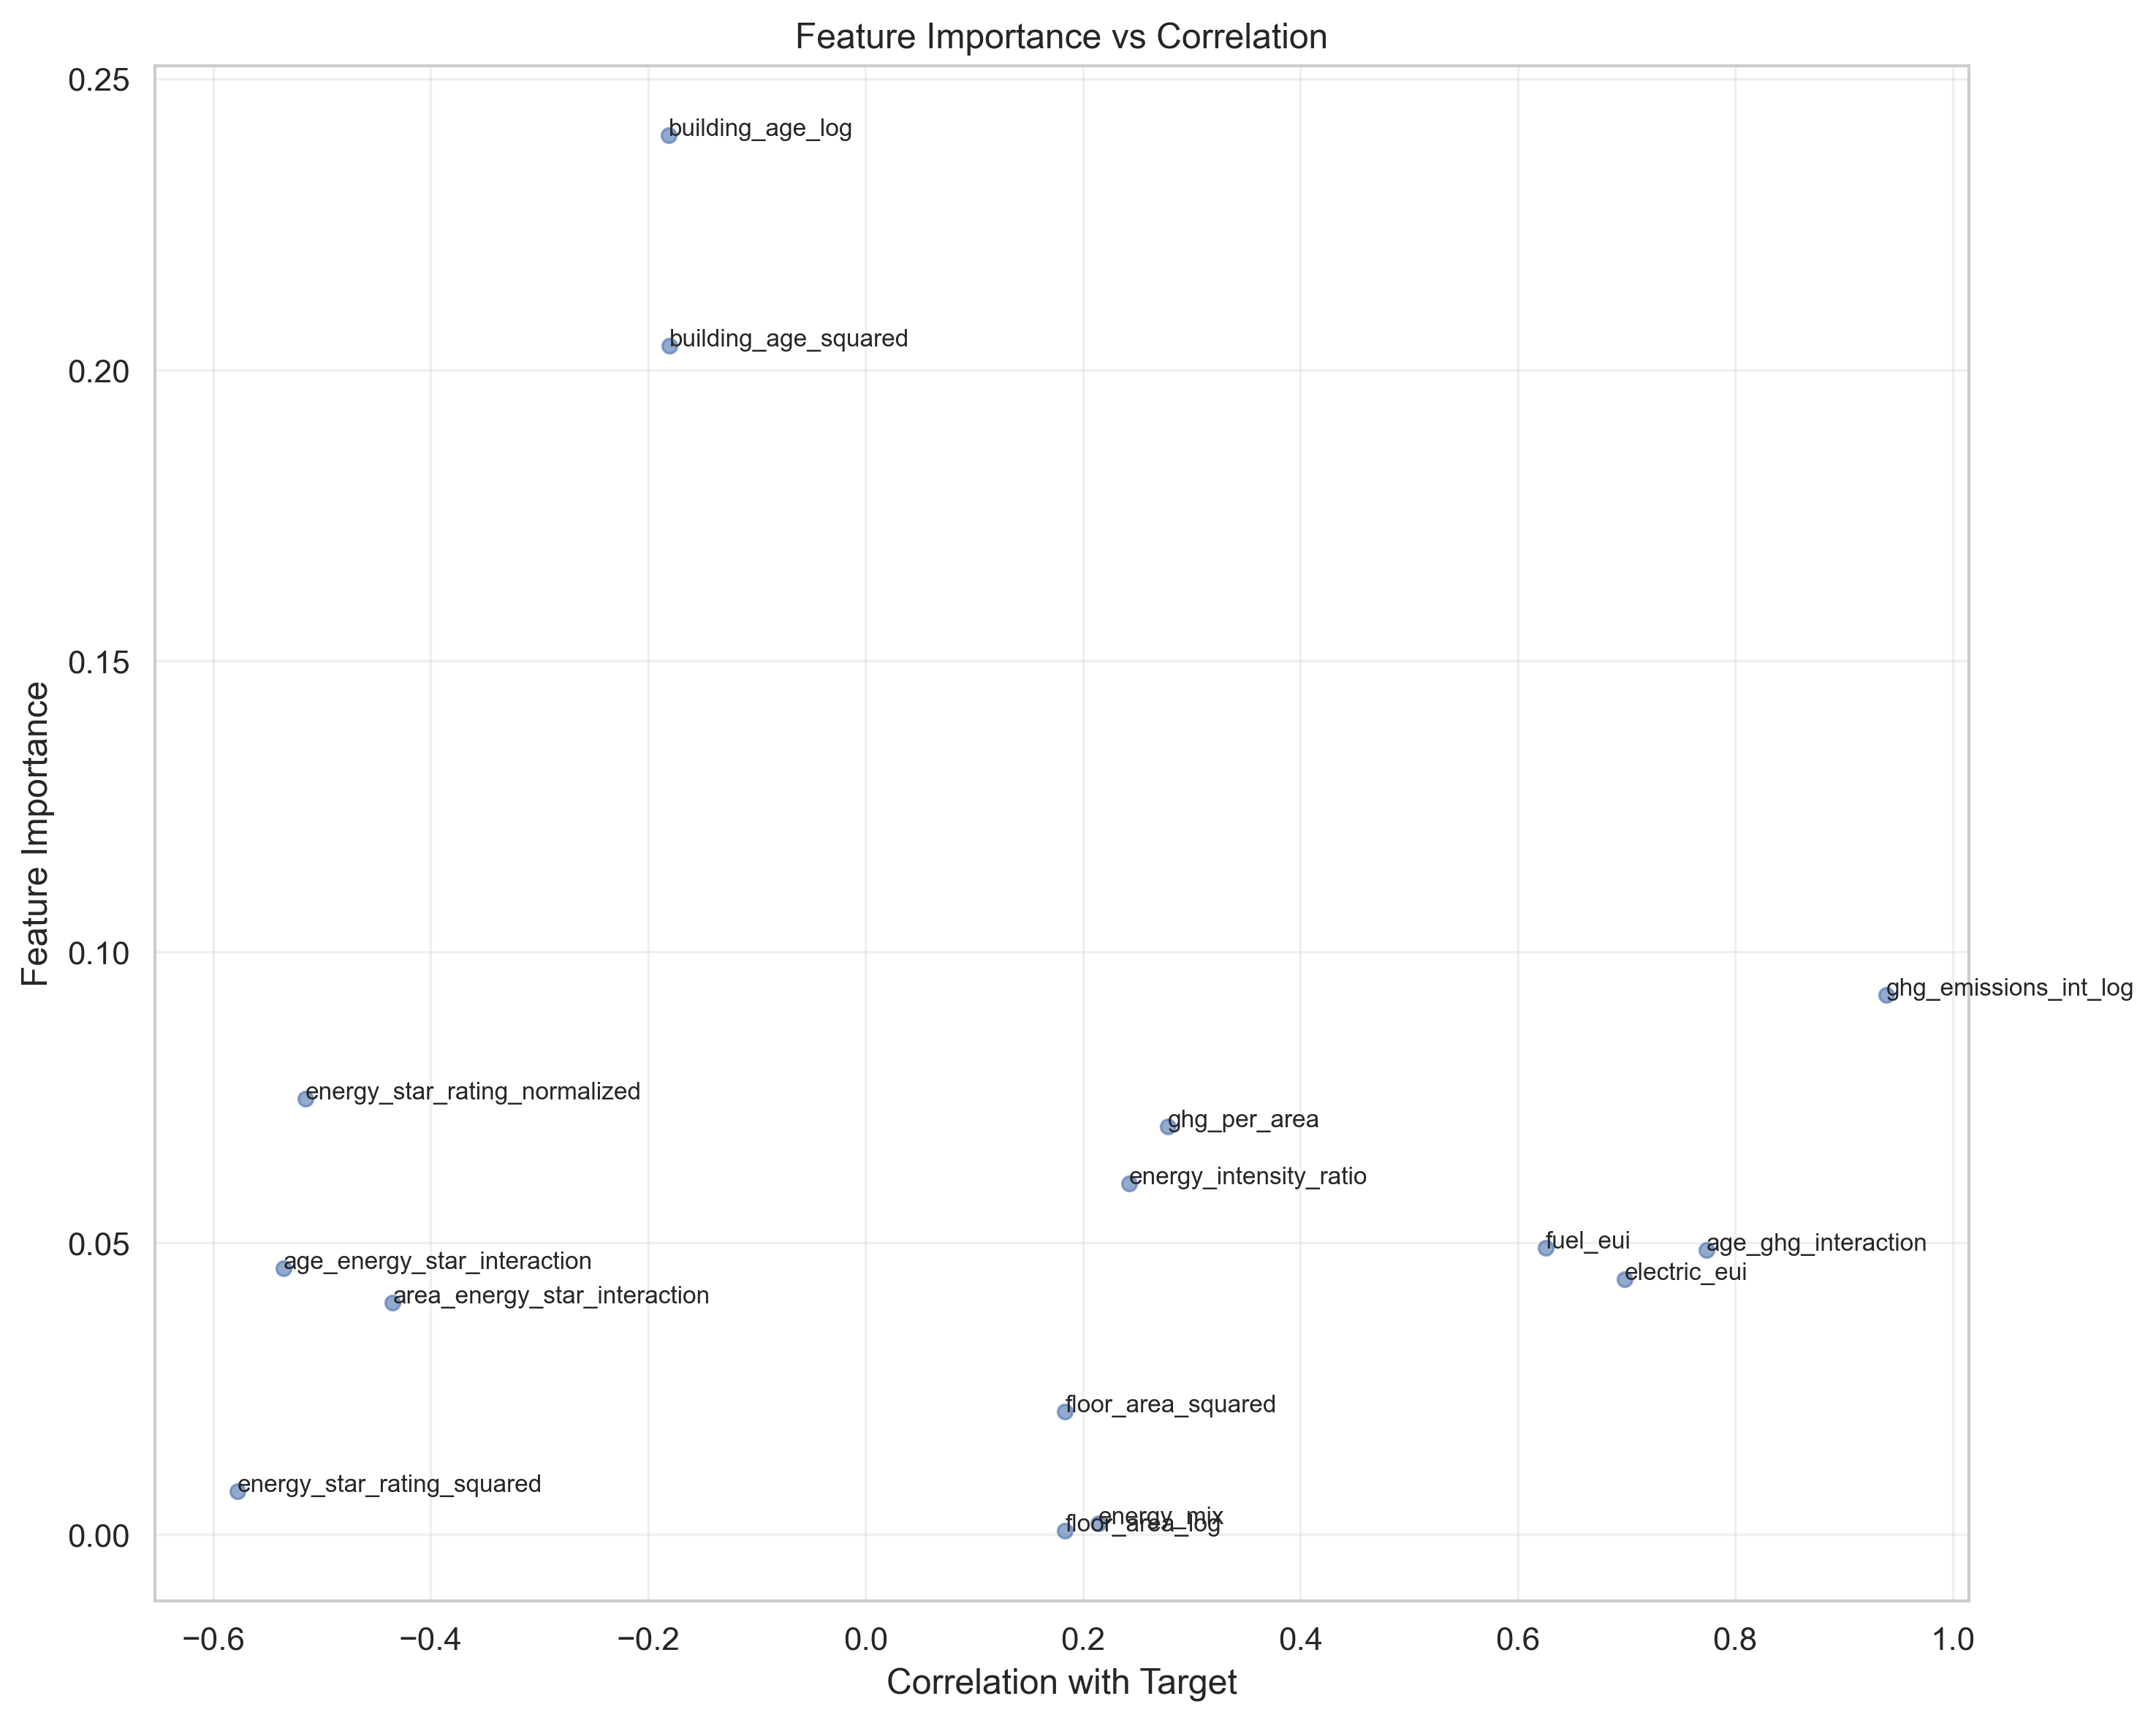 Feature Importance vs Correlation
0.25
building_age_log
building_age_squared
0.20
0.15
Feature Importance
0.10
ghg_emissions_int_log
energy_star_rating_normalized
ghg_per_area
energy_intensity_ratio
0.05
fuel_eui
age_ghg_interaction
age_energy_star_interaction
electric_eui
area_energy_star_interaction
floor_area_squared
energy_star_rating_squared
energy_mix
floor_area_log
0.00
−0.6
−0.4
−0.2
0.0
0.2
0.4
0.6
0.8
1.0
Correlation with Target